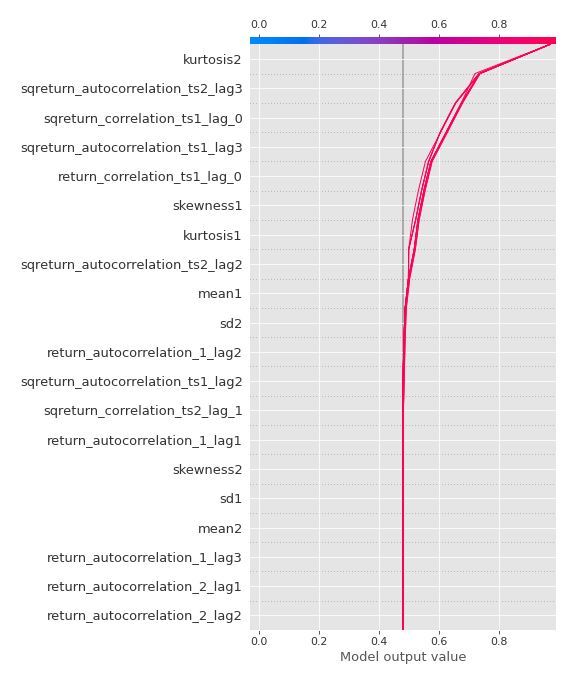 0.0 0.2 0.4 0.6 0.8
kurtosis2
sqreturn_autocorrelation_ts2_lag3
sqreturn_correlation_ts1_lag_0
sqreturn_autocorrelation_ts1_lag3
return_correlation_ts1_lag_0
skewness1
kurtosis1
sqreturn_autocorrelation_ts2_lag2
mean1
sd2
return_autocorrelation_1_lag2
sqreturn_autocorrelation_ts1_lag2
sqreturn_correlation_ts2_lag_1
return_autocorrelation_1_lag1
skewness2
sd1
mean2
return_autocorrelation_1_lag3
return_autocorrelation_2_lag1
return_autocorrelation_2_lag2
0.0 0.2 0.4 0.6 0.8
Model output value